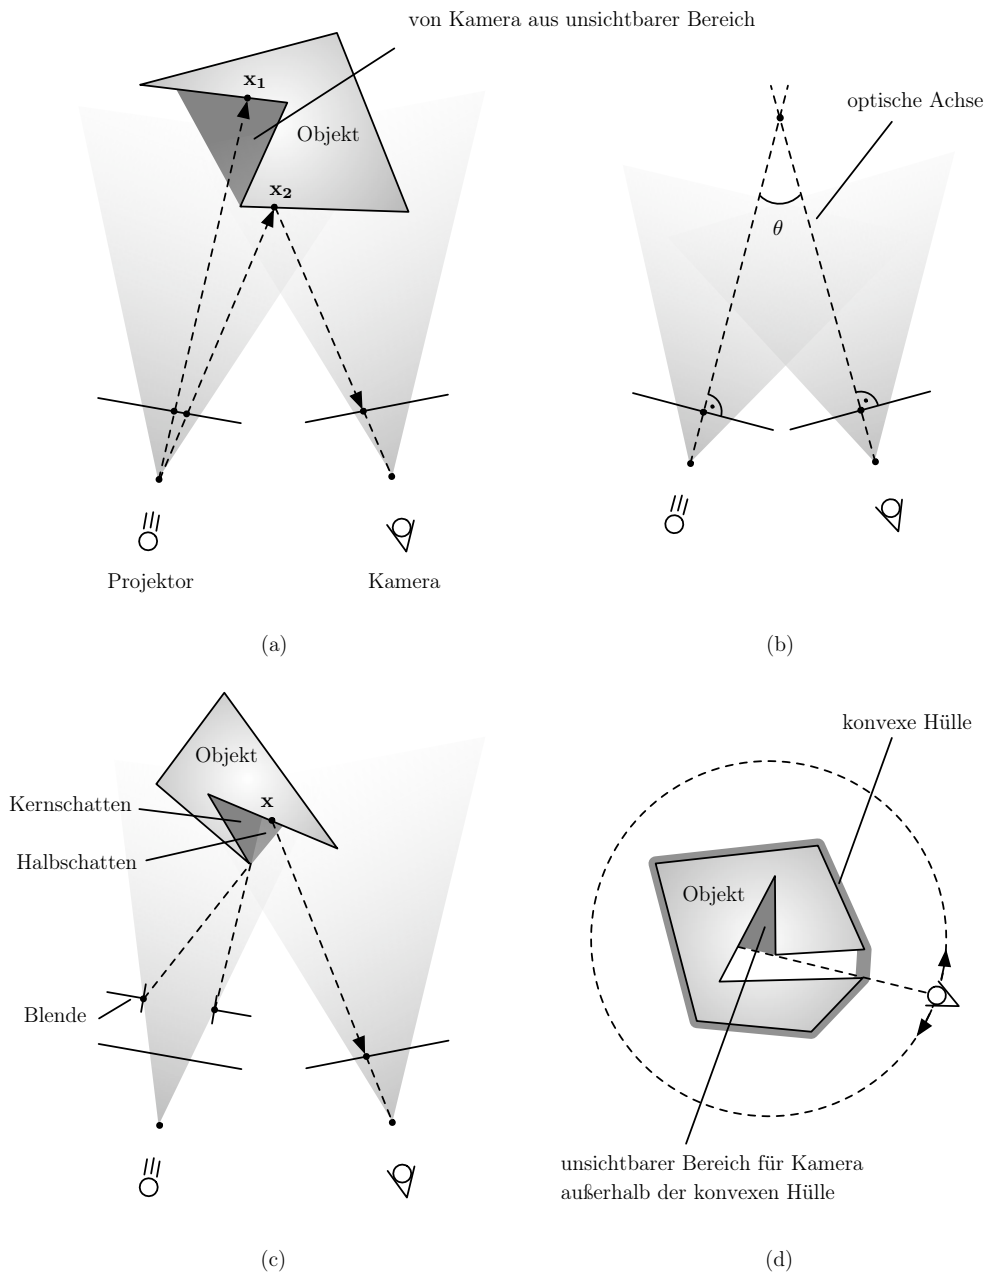 von Kamera aus unsichtbarer Bereich
x₁
Objekt
x₂
Projektor
Kamera
(a)
optische Achse
θ
(b)
Objekt
Kernschatten
x
Halbschatten
Blende
(c)
konvexe Hülle
Objekt
unsichtbarer Bereich für Kamera
außerhalb der konvexen Hülle
(d)